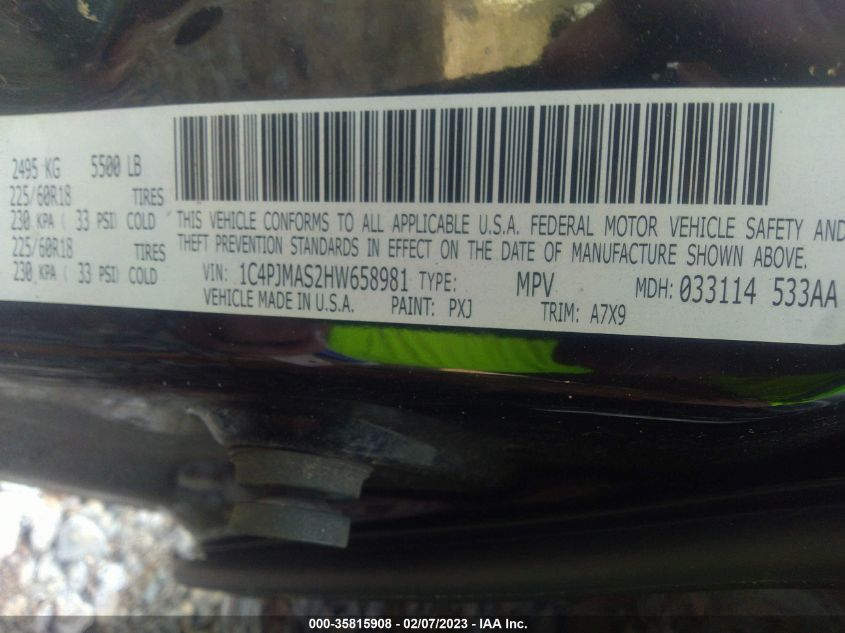 2495 KG 5500 LB
225/60R18 TIRES
230 KPA ( 33 PSI) COLD
225/60R18 TIRES
230 KPA ( 33 PSI) COLD
THIS VEHICLE CONFORMS TO ALL APPLICABLE U.S.A. FEDERAL MOTOR VEHICLE SAFETY AND
THEFT PREVENTION STANDARDS IN EFFECT ON THE DATE OF MANUFACTURE SHOWN ABOVE.
VIN: 1C4PJMAS2HW658981 TYPE: MPV MDH: 033114 533AA
VEHICLE MADE IN U.S.A. PAINT: PXJ TRIM: A7X9
000-35815908 - 02/07/2023 - IAA Inc.